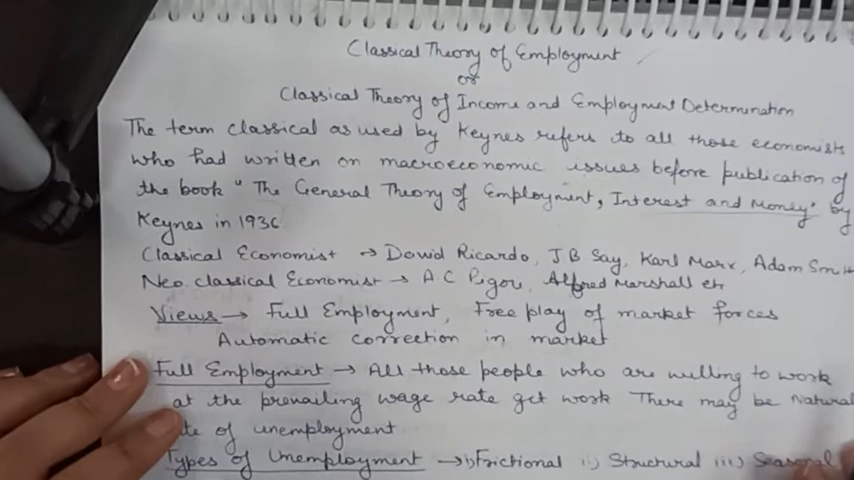 Classical Theory of Employment
or
Classical Theory of Income and Employment Determination
The term classical as used by Keynes refers to all those economists
who had written on macroeconomic issues before publication of
the book "The General Theory of Employment, Interest and Money" by
Keynes in 1936
Classical Economist → David Ricardo, J B Say, Karl Marx, Adam Smith
Neo classical Economist → A C Pigou, Alfred Marshall etc
Views → Full Employment, Free play of market forces
Automatic correction in market
Full Employment → All those people who are willing to work
at the prevailing wage rate get work There may be Natural
of unemployment.
Types of Unemployment → i) Frictional ii) Structural iii) Seasonal